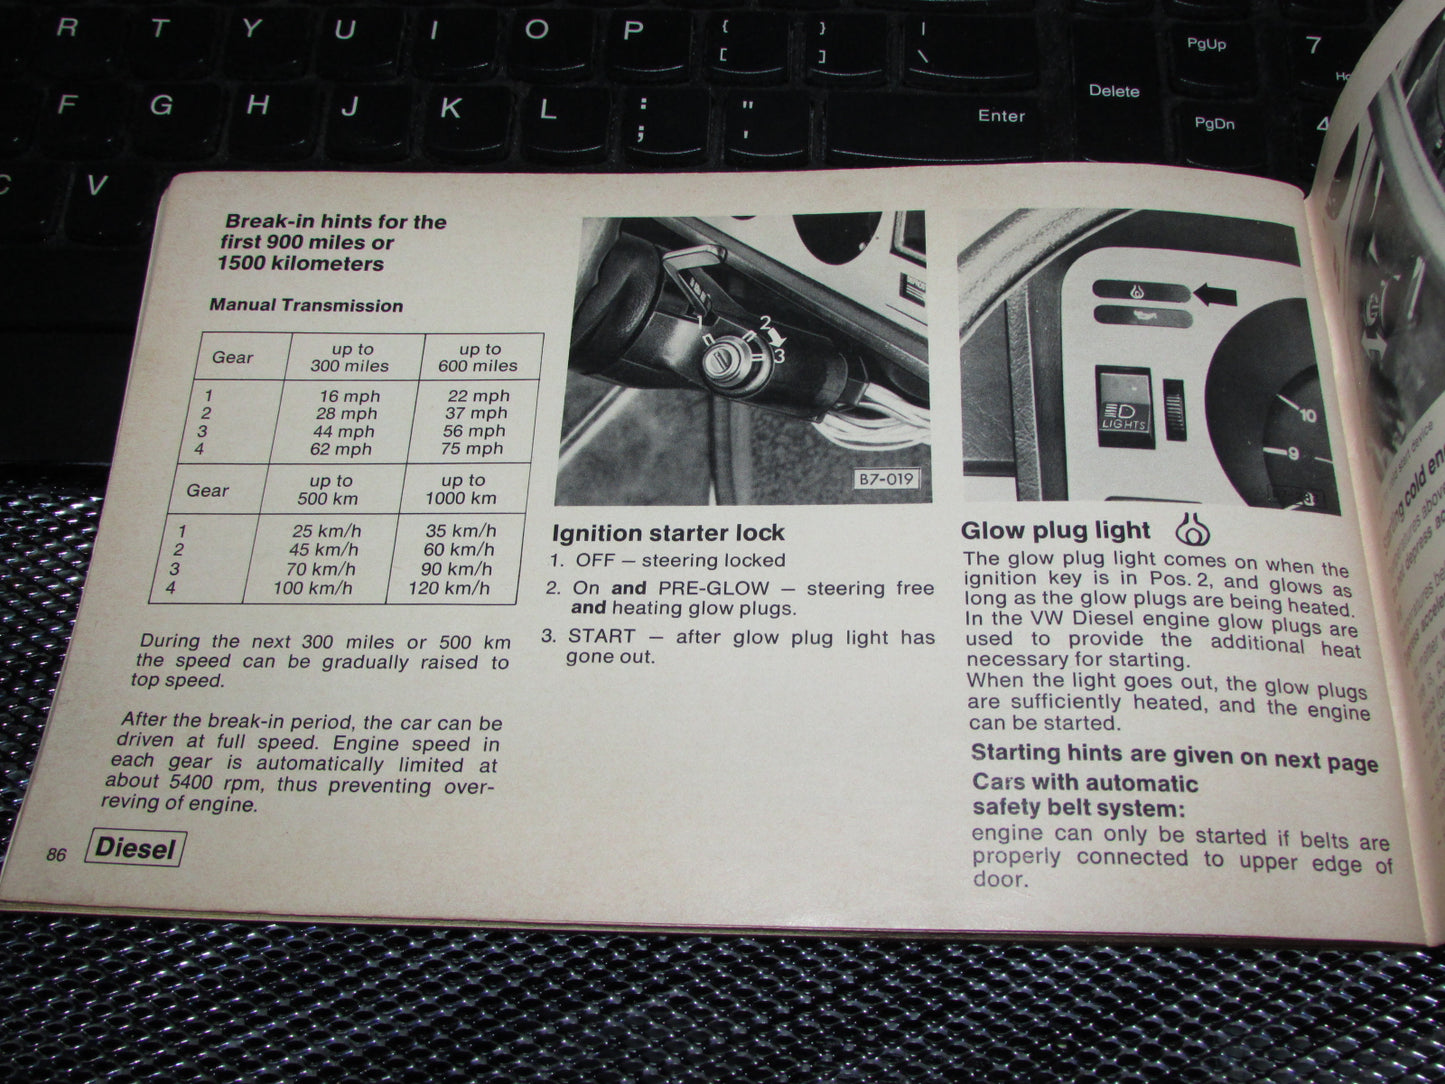 R T Y U I O P { [ } ] | \ PgUp 7
Delete
F G H J K L : ; " ' Enter PgDn 4
C V
Break-in hints for the
first 900 miles or
1500 kilometers
Manual Transmission
Gear up to 300 miles up to 600 miles
1 16 mph 22 mph
2 28 mph 37 mph
3 44 mph 56 mph
4 62 mph 75 mph
Gear up to 500 km up to 1000 km
1 25 km/h 35 km/h
2 45 km/h 60 km/h
3 70 km/h 90 km/h
4 100 km/h 120 km/h
During the next 300 miles or 500 km
the speed can be gradually raised to
top speed.
After the break-in period, the car can be
driven at full speed. Engine speed in
each gear is automatically limited at
about 5400 rpm, thus preventing over-
reving of engine.
86 Diesel
1 2 3
B7-019
Ignition starter lock
1. OFF – steering locked
2. On and PRE-GLOW – steering free
and heating glow plugs.
3. START – after glow plug light has
gone out.
LIGHTS
10
9
8
Glow plug light
The glow plug light comes on when the
ignition key is in Pos. 2, and glows as
long as the glow plugs are being heated.
In the VW Diesel engine glow plugs are
used to provide the additional heat
necessary for starting.
When the light goes out, the glow plugs
are sufficiently heated, and the engine
can be started.
Starting hints are given on next page
Cars with automatic
safety belt system:
engine can only be started if belts are
properly connected to upper edge of
door.
start device
cold